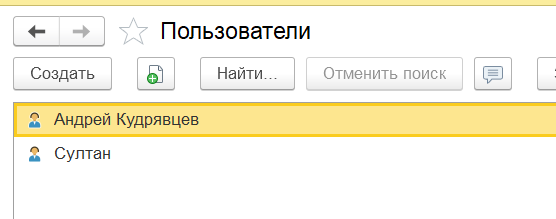 Пользователи
Создать Найти... Отменить поиск
Андрей Кудрявцев
Султан